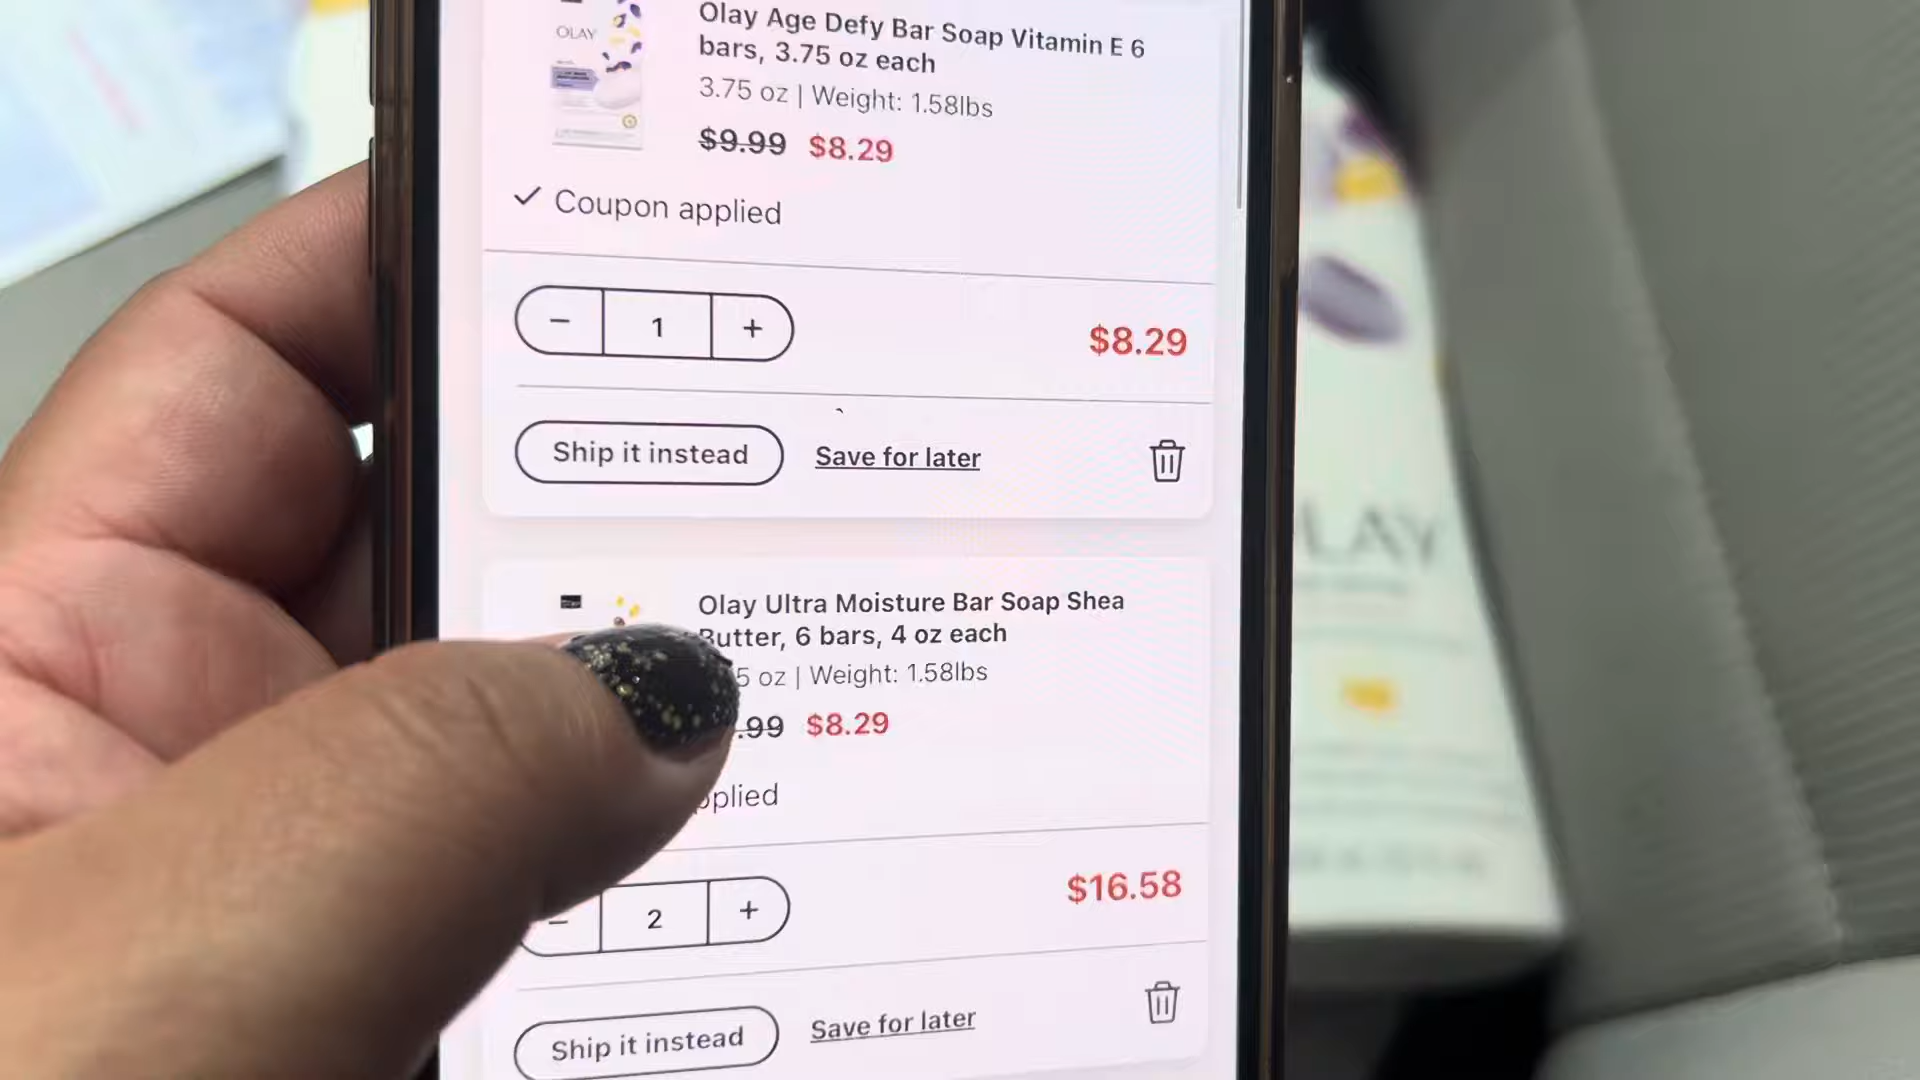 OLAY
Olay Age Defy Bar Soap Vitamin E 6
bars, 3.75 oz each
3.75 oz | Weight: 1.58lbs
$9.99 $8.29
Coupon applied
− 1 +
$8.29
Ship it instead
Save for later
Olay Ultra Moisture Bar Soap Shea
Butter, 6 bars, 4 oz each
5 oz | Weight: 1.58lbs
.99 $8.29
pplied
− 2 +
$16.58
Ship it instead
Save for later
LAY